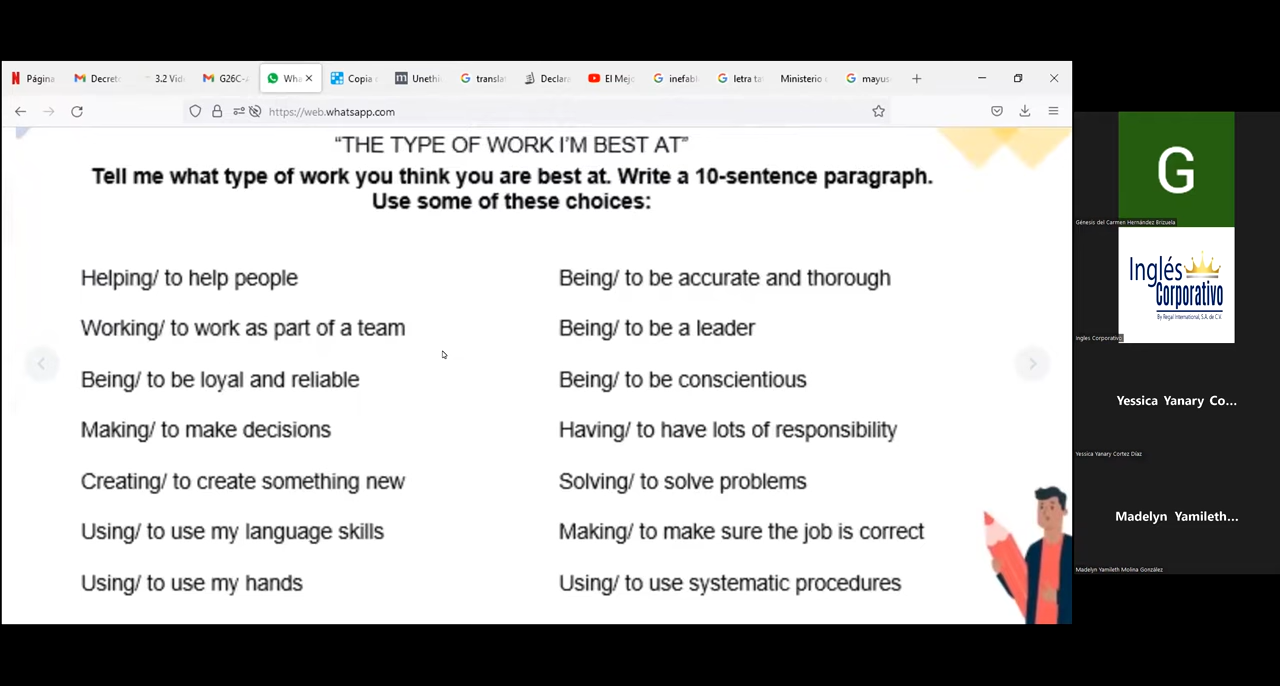 Página
Decret
3.2 Vid
G26C-
Wha
Copia
Unethi
transla
Declara
El Mej
inefab
letra ta
Ministerio
mayus
https://web.whatsapp.com
“THE TYPE OF WORK I’M BEST AT”
Tell me what type of work you think you are best at. Write a 10-sentence paragraph.
Use some of these choices:
Helping/ to help people
Working/ to work as part of a team
Being/ to be loyal and reliable
Making/ to make decisions
Creating/ to create something new
Using/ to use my language skills
Using/ to use my hands
Being/ to be accurate and thorough
Being/ to be a leader
Being/ to be conscientious
Having/ to have lots of responsibility
Solving/ to solve problems
Making/ to make sure the job is correct
Using/ to use systematic procedures
G
Génesis del Carmen Hernández Brizuela
Inglés
Corporativo
By Regal International, S.A. de C.V.
Ingles Corporativo
Yessica Yanary Co...
Yessica Yanary Cortez Díaz
Madelyn Yamileth...
Madelyn Yamileth Molina González